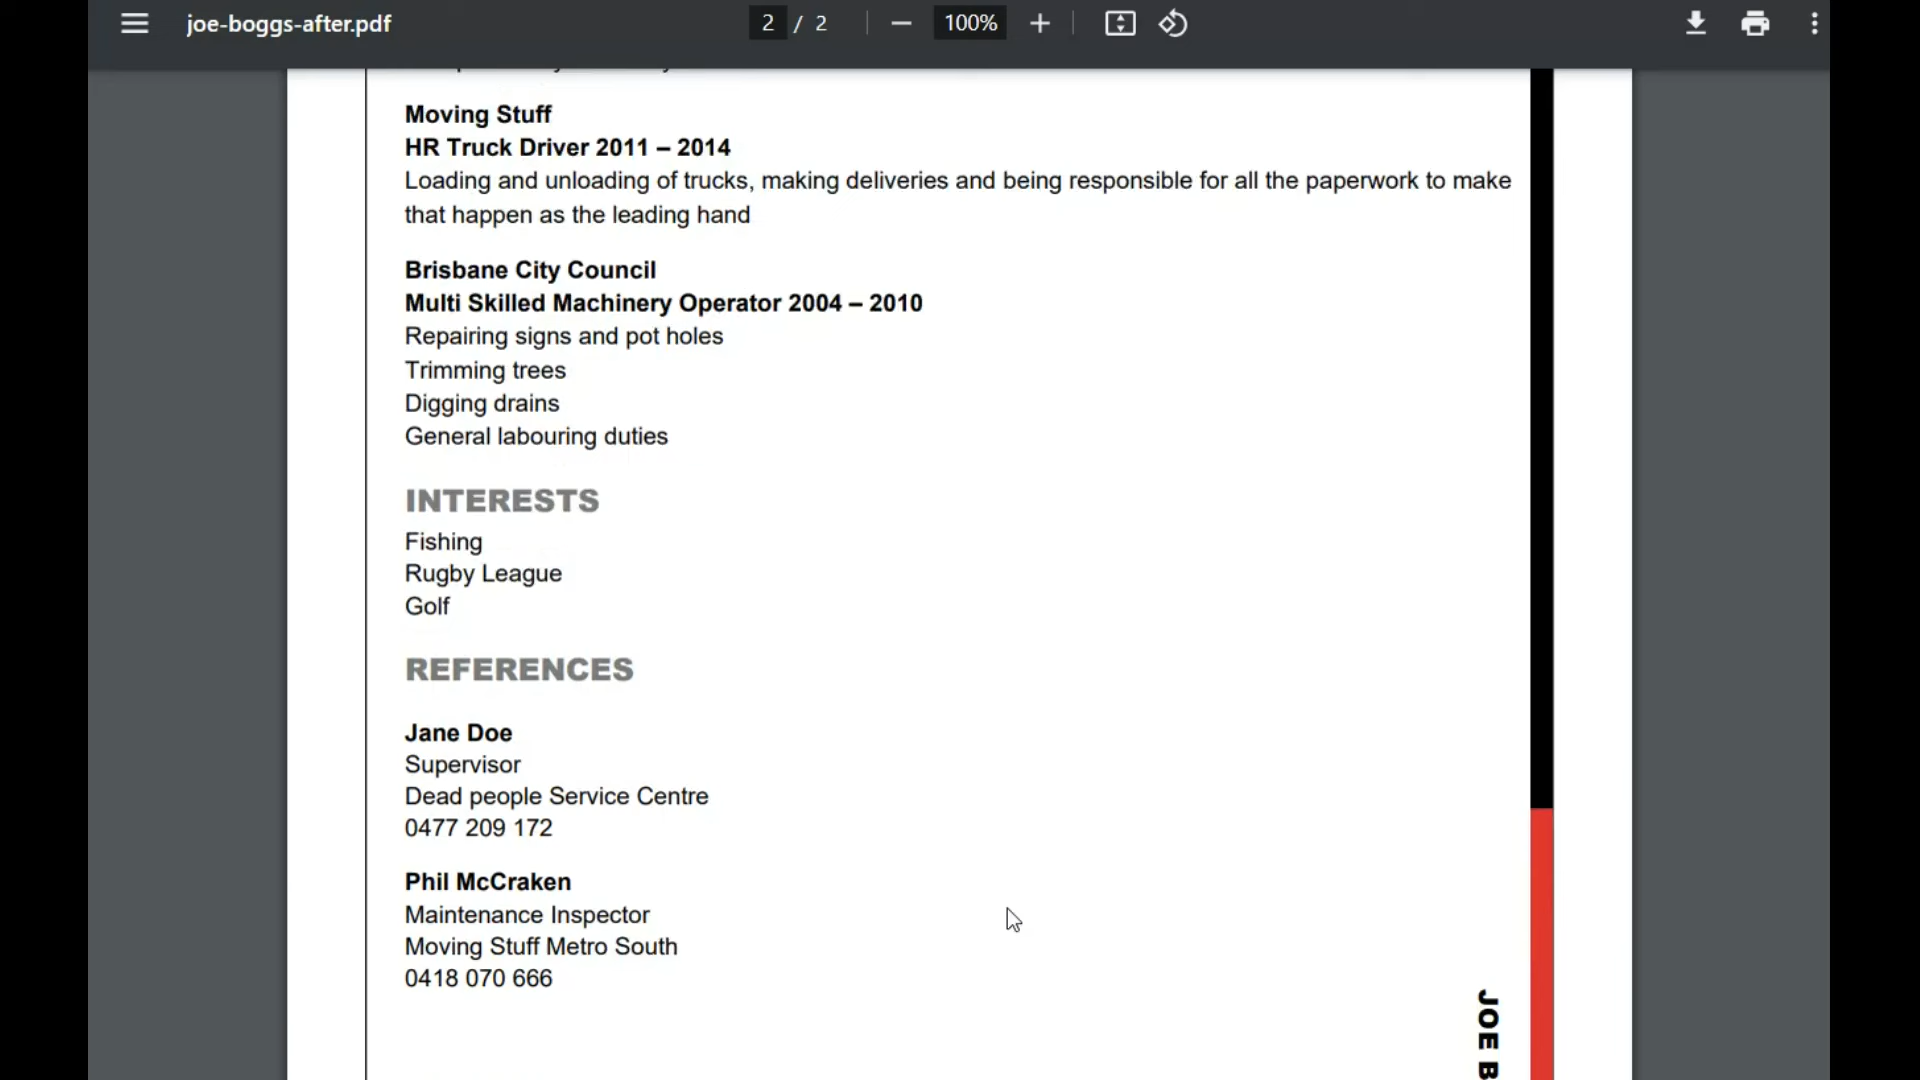 joe-boggs-after.pdf
2 / 2
100%
Moving Stuff
HR Truck Driver 2011 – 2014
Loading and unloading of trucks, making deliveries and being responsible for all the paperwork to make
that happen as the leading hand
Brisbane City Council
Multi Skilled Machinery Operator 2004 – 2010
Repairing signs and pot holes
Trimming trees
Digging drains
General labouring duties
INTERESTS
Fishing
Rugby League
Golf
REFERENCES
Jane Doe
Supervisor
Dead people Service Centre
0477 209 172
Phil McCraken
Maintenance Inspector
Moving Stuff Metro South
0418 070 666
JOE B